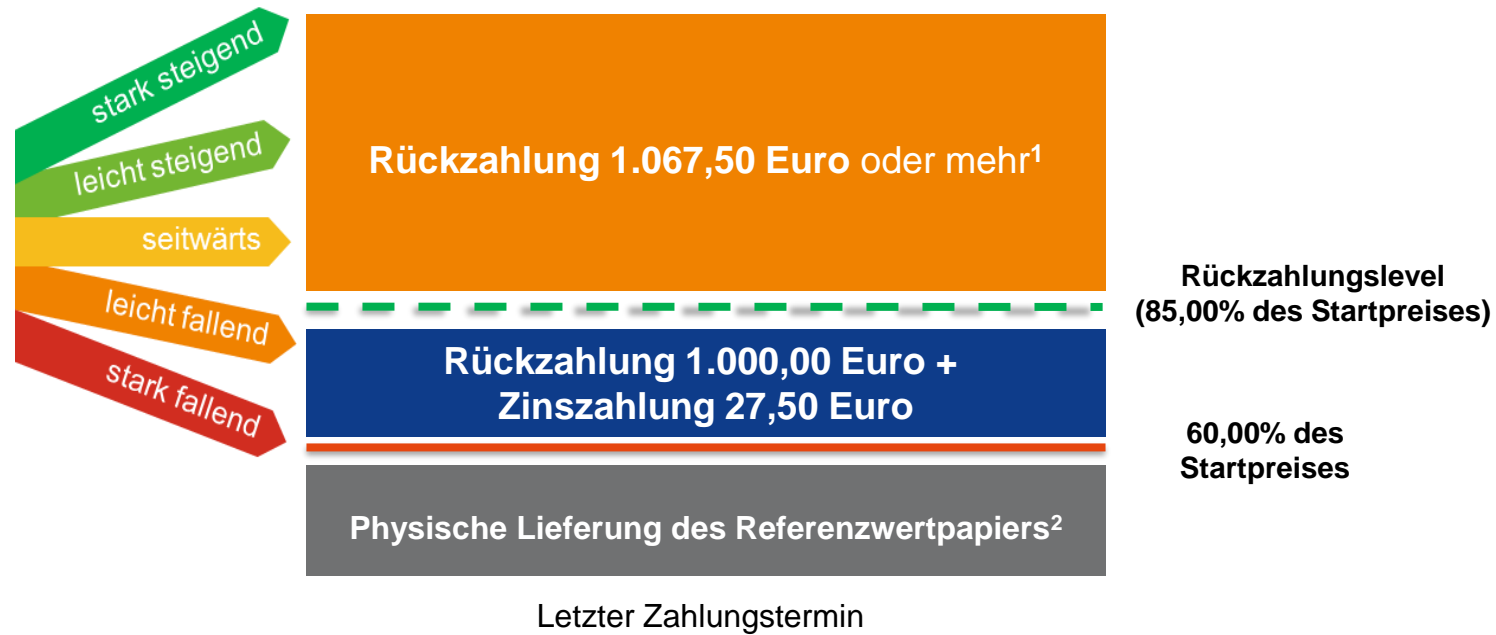 stark steigend
leicht steigend
seitwärts
leicht fallend
stark fallend
Rückzahlung 1.067,50 Euro oder mehr¹
Rückzahlungslevel
(85,00% des Startpreises)
Rückzahlung 1.000,00 Euro +
Zinszahlung 27,50 Euro
60,00% des
Startpreises
Physische Lieferung des Referenzwertpapiers²
Letzter Zahlungstermin